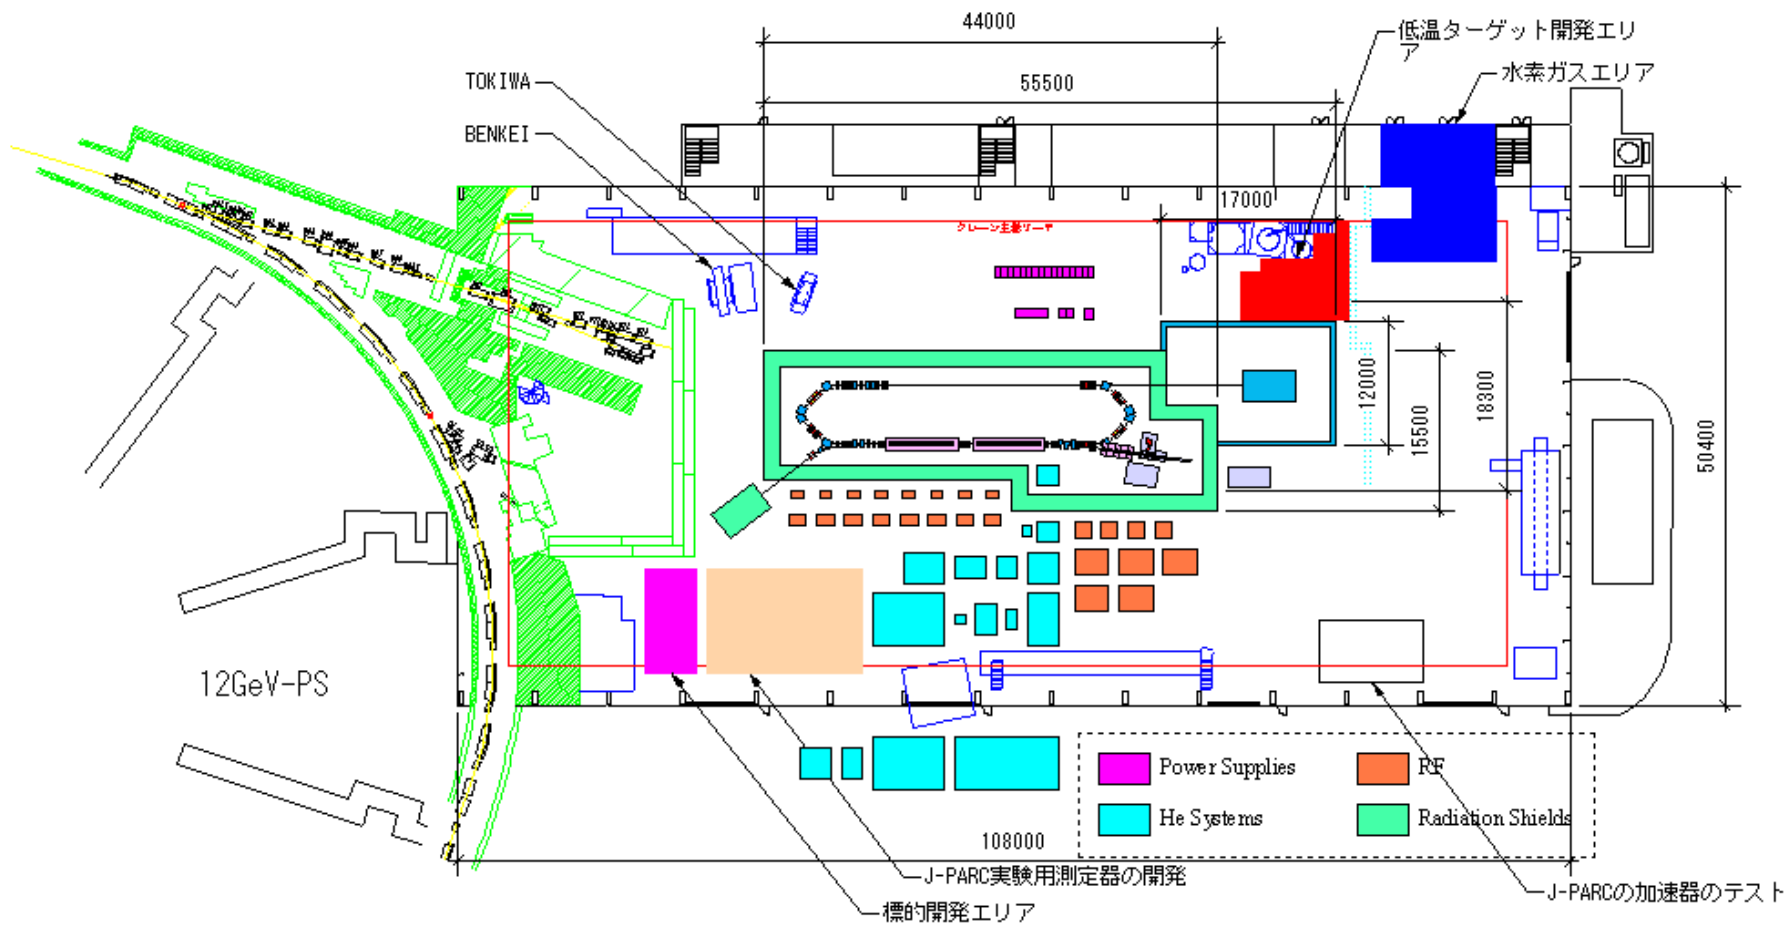 44000
低温ターゲット開発エリ
ア
水素ガスエリア
55500
TOKIWA
BENKEI
17000
12000
15500
18300
50400
12GeV-PS
Power Supplies
RF
He Systems
Radiation Shields
108000
J-PARC実験用測定器の開発
標的開発エリア
J-PARCの加速器のテスト